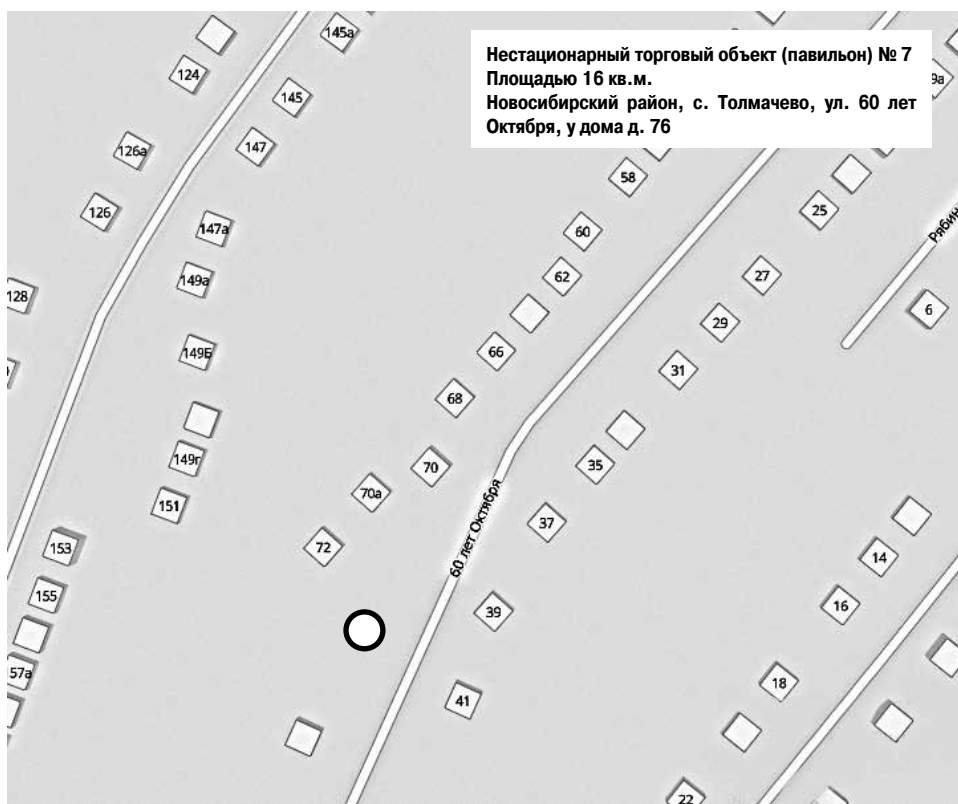 Нестационарный торговый объект (павильон) № 7
Площадью 16 кв.м.
Новосибирский район, с. Толмачево, ул. 60 лет
Октября, у дома д. 76
145а
124
145
9а
126а
147
58
126
25
147а
60
Рябин
149а
62
27
128
6
29
149Б
66
31
68
149г
70
35
151
70а
60 лет Октября
37
72
153
14
155
16
39
57а
18
41
22